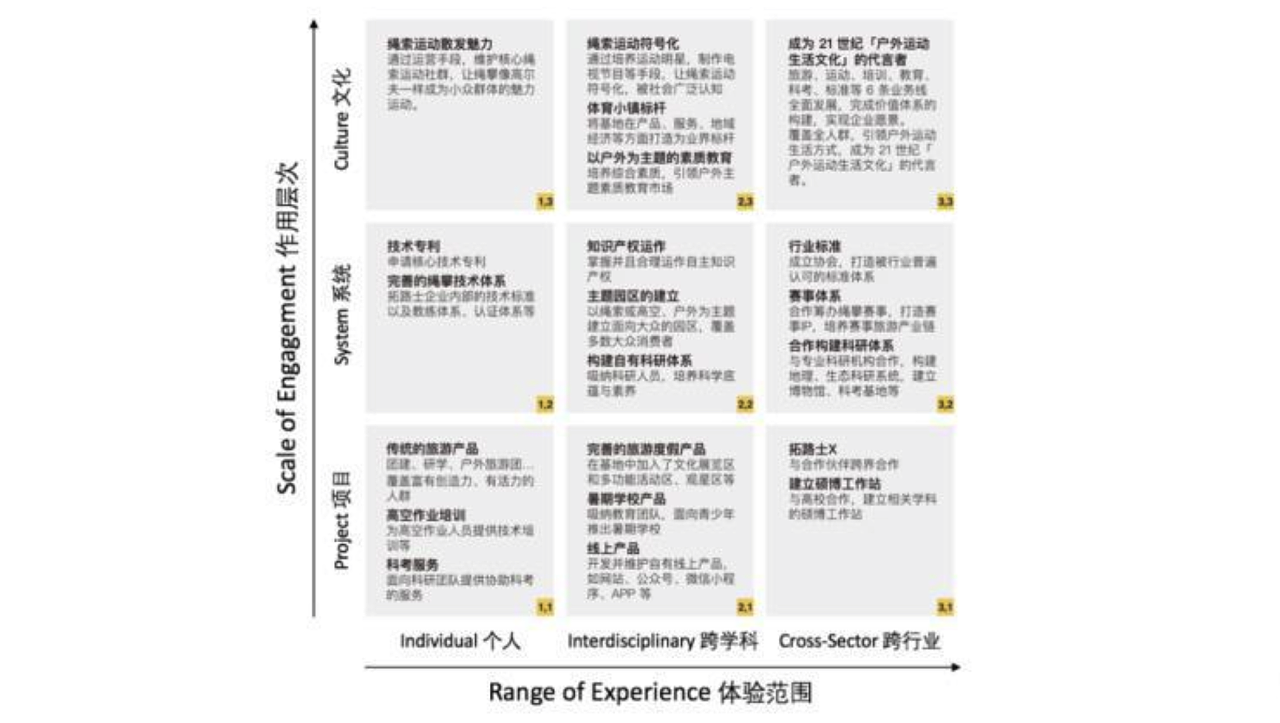 Scale of Engagement 作用层次
Culture 文化
绳索运动散发魅力
通过运营手段，维护核心绳
索运动社群，让绳攀像高尔
夫一样成为小众群体的魅力
运动。
1,3
绳索运动符号化
通过培养运动明星，制作电
视节目等手段，让绳索运动
符号化，被社会广泛认知
体育小镇标杆
将基地在产品、服务、地域
经济等方面打造为业界标杆
以户外为主题的素质教育
培养综合素质，引领户外主
题素质教育市场
2,3
成为 21 世纪「户外运动
生活文化」的代言者
旅游、运动、培训、教育、
科考、标准等 6 条业务线
全面发展，完成价值体系的
构建，实现企业愿景。
覆盖全人群，引领户外运动
生活方式，成为 21 世纪「
户外运动生活文化」的代言
者。
3,3
System 系统
技术专利
申请核心技术专利
完善的绳攀技术体系
拓路士企业内部的技术标准
以及教练体系、认证体系等
1,2
知识产权运作
掌握并且合理运作自主知识
产权
主题园区的建立
以绳索或高空、户外为主题
建立面向大众的园区，覆盖
多数大众消费者
构建自有科研体系
吸纳科研人员，培养科学底
蕴与素养
2,2
行业标准
成立协会，打造被行业普遍
认可的标准体系
赛事体系
合作筹办绳攀赛事，打造赛
事IP，培养赛事旅游产业链
合作构建科研体系
与专业科研机构合作，构建
地理、生态科研系统，建立
博物馆、科考基地等
3,2
Project 项目
传统的旅游产品
团建、研学、户外旅游团...
覆盖富有创造力、有活力的
人群
高空作业培训
为高空作业人员提供技术培
训等
科考服务
面向科研团队提供协助科考
的服务
1,1
完善的旅游度假产品
在基地中加入了文化展览区
和多功能活动区、观星区等
暑期学校产品
吸纳教育团队，面向青少年
推出暑期学校
线上产品
开发并维护自有线上产品，
如网站、公众号、微信小程
序、APP 等
2,1
拓路士X
与合作伙伴跨界合作
建立硕博工作站
与高校合作，建立相关学科
的硕博工作站
3,1
Individual 个人
Interdisciplinary 跨学科
Cross-Sector 跨行业
Range of Experience 体验范围